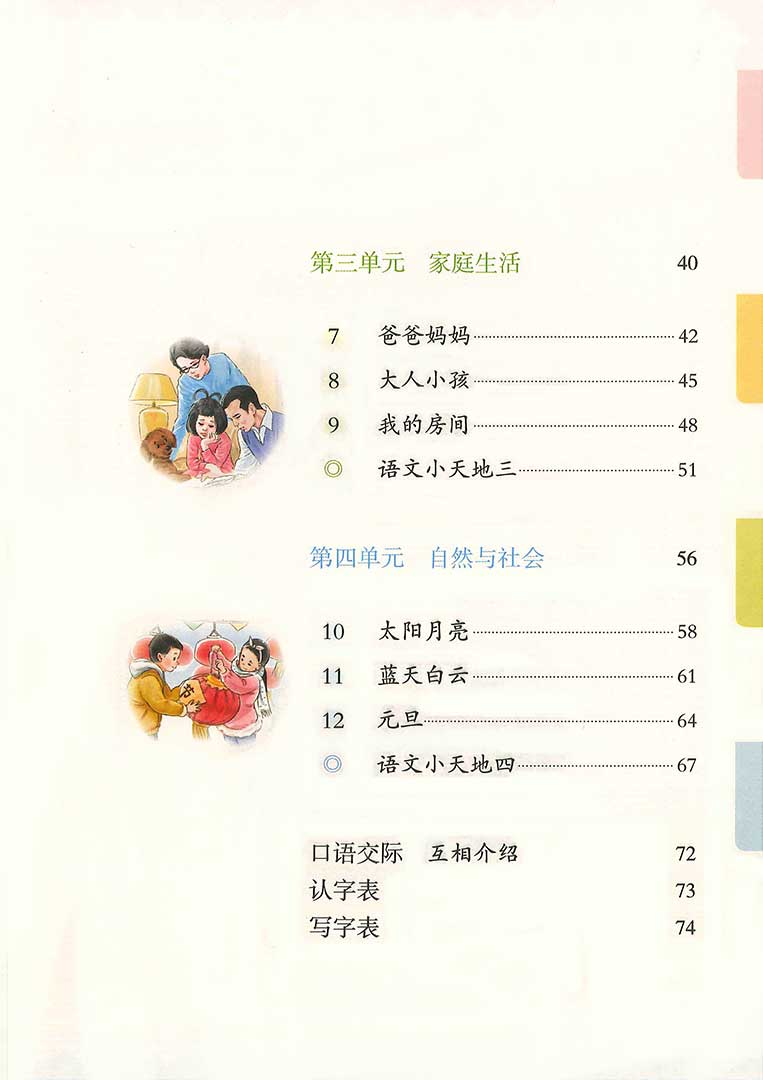 第三单元 家庭生活 40
7 爸爸妈妈 42
8 大人小孩 45
9 我的房间 48
◎ 语文小天地三 51
第四单元 自然与社会 56
10 太阳月亮 58
11 蓝天白云 61
12 元旦 64
◎ 语文小天地四 67
口语交际 互相介绍 72
认字表 73
写字表 74